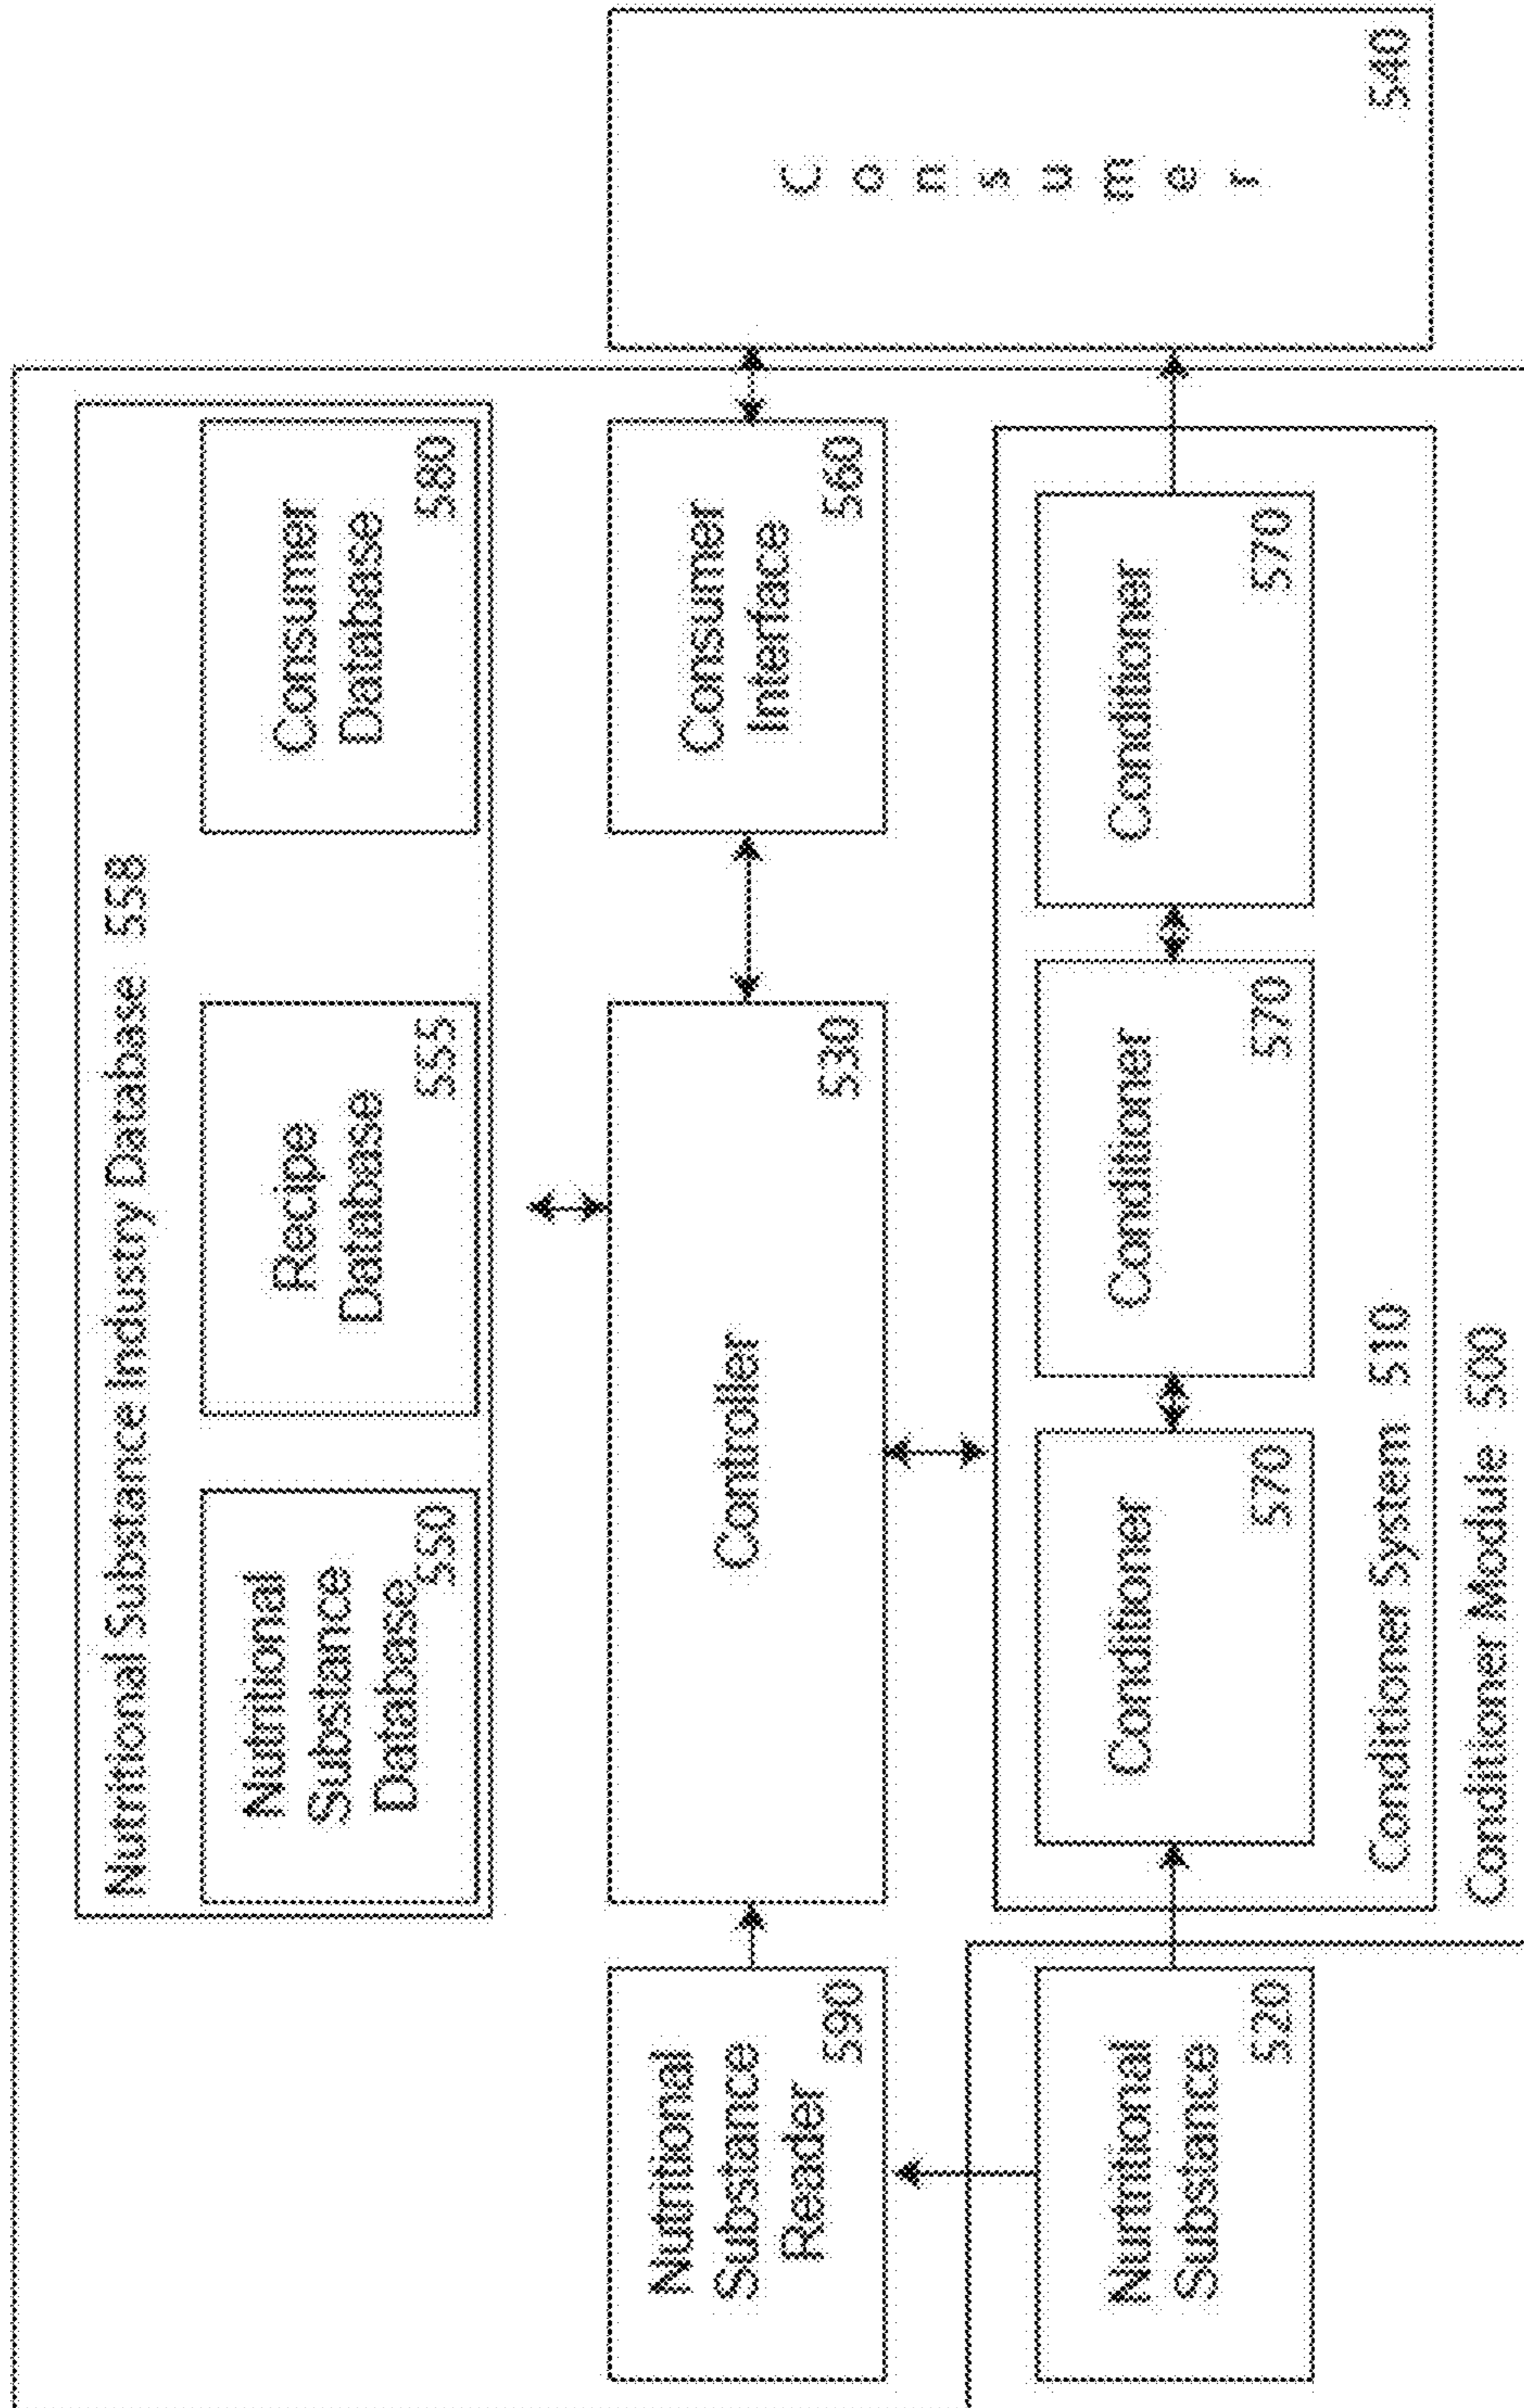 Nutritional Substance Industry Database 558
Nutritional
Substance
Database
550
Recipe
Database
555
Consumer
Database
580
Nutritional
Substance
Reader
590
Controller
530
Consumer
Interface
560
Consumer
540
Nutritional
Substance
520
Conditioner
570
Conditioner
570
Conditioner
570
Conditioner System 510
Conditioner Module 500